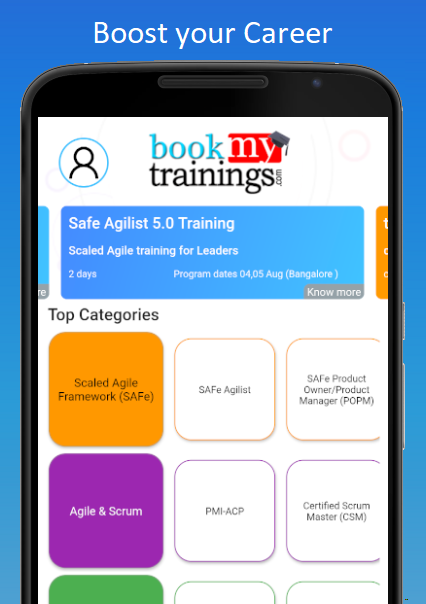 Boost your Career
book my
trainings.com
Safe Agilist 5.0 Training
Scaled Agile training for Leaders
2 days Program dates 04,05 Aug (Bangalore )
re Know more
Top Categories
Scaled Agile
Framework (SAFe)
SAFe Agilist
SAFe Product
Owner/Product
Manager (POPM)
Agile & Scrum
PMI-ACP
Certified Scrum
Master (CSM)